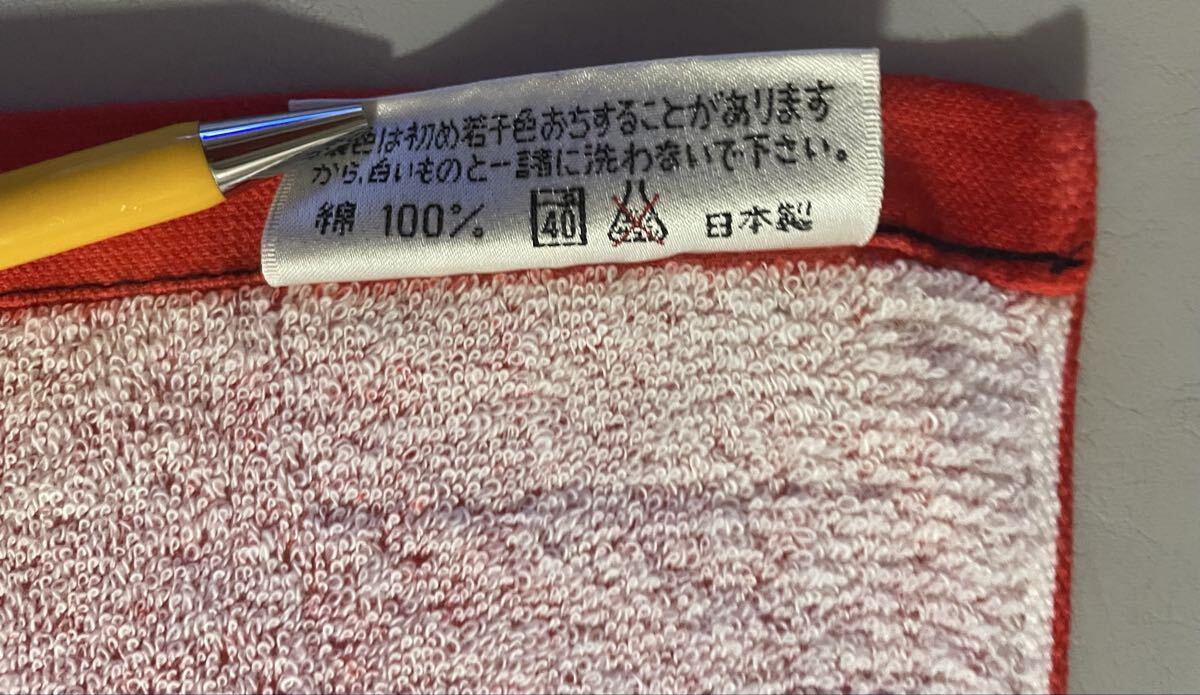 色は初め若干色おちすることがあります
から、白いものと一諸に洗わないで下さい。
綿 100%。 40 日本製